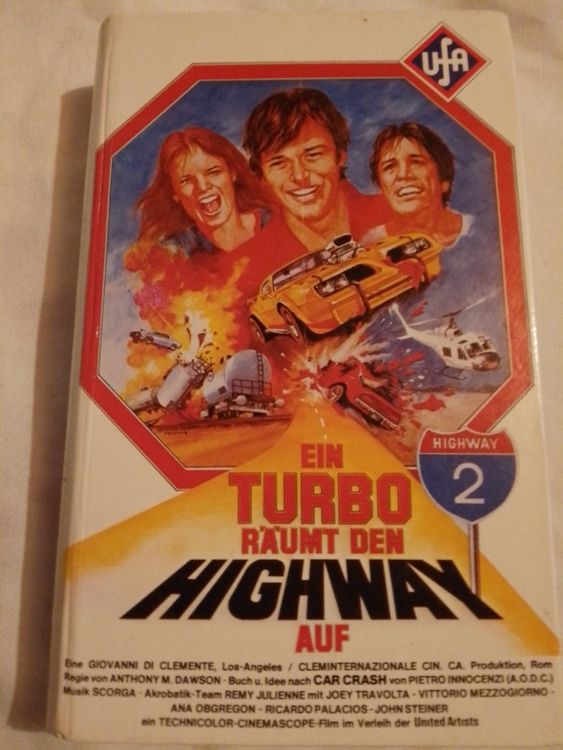 UfA
HIGHWAY
2
EIN
TURBO
RÄUMT DEN
HIGHWAY
AUF
Eine GIOVANNI DI CLEMENTE, Los-Angeles / CLEMINTERNAZIONALE CIN. CA. Produktion, Rom
Regie von ANTHONY M. DAWSON · Buch u. Idee nach CAR CRASH von PIETRO INNOCENZI (A.O.D.C.)
Musik SCORGA · Akrobatik-Team REMY JULIENNE mit JOEY TRAVOLTA - VITTORIO MEZZOGIORNO -
ANA OBGREGON - RICARDO PALACIOS - JOHN STEINER
ein TECHNICOLOR-CINEMASCOPE-Film im Verleih der United Artists